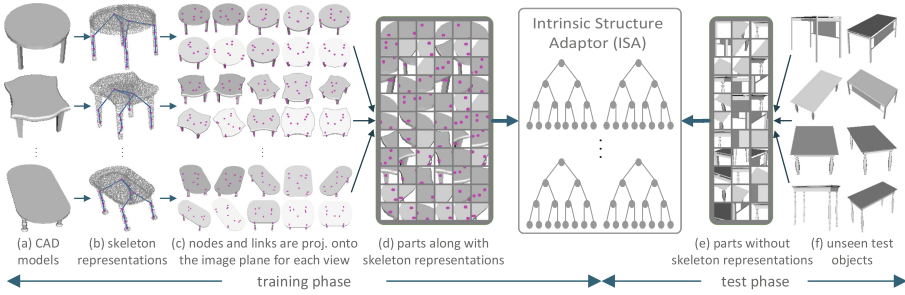 Intrinsic Structure
Adaptor (ISA)
(a) CAD
models
(b) skeleton
representations
(c) nodes and links are proj. onto
the image plane for each view
(d) parts along with
skeleton representations
(e) parts without
skeleton representations
(f) unseen test
objects
training phase
test phase